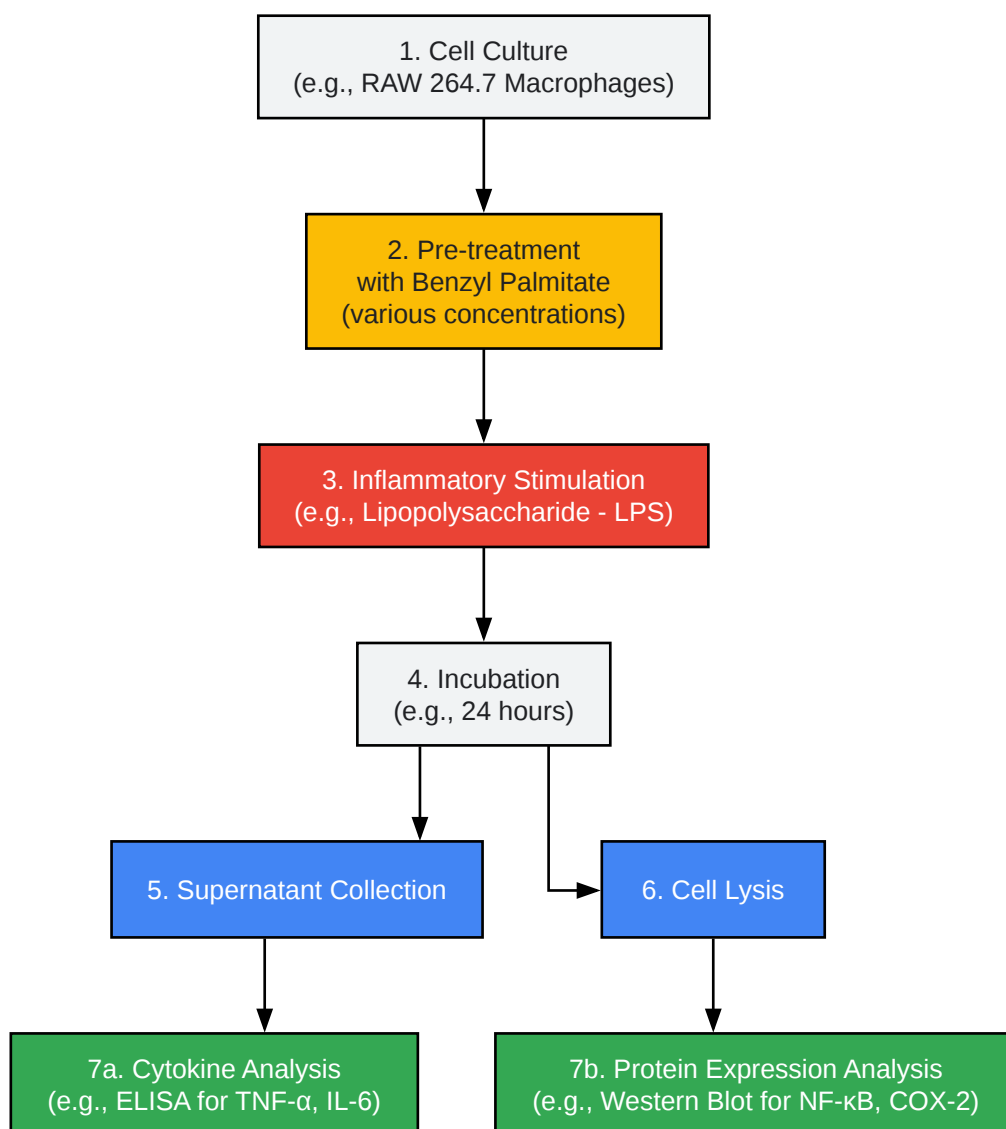 1. Cell Culture
(e.g., RAW 264.7 Macrophages)
2. Pre-treatment
with Benzyl Palmitate
(various concentrations)
3. Inflammatory Stimulation
(e.g., Lipopolysaccharide - LPS)
4. Incubation
(e.g., 24 hours)
5. Supernatant Collection
6. Cell Lysis
7a. Cytokine Analysis
(e.g., ELISA for TNF-α, IL-6)
7b. Protein Expression Analysis
(e.g., Western Blot for NF-κB, COX-2)